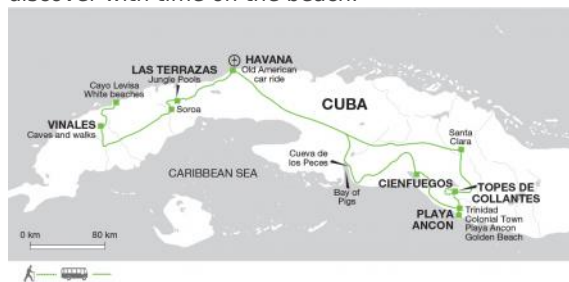 discover with time on the beach.
HAVANA
Old American
car ride
LAS TERRAZAS
Jungle Pools
Cayo Levisa
White beaches
Soroa
CUBA
VINALES
Caves and walks
Santa
Clara
Cueva de
los Peces
CARIBBEAN SEA
Bay of
Pigs
CIENFUEGOS
TOPES DE
COLLANTES
PLAYA
ANCON
Trinidad
Colonial Town
Playa Ancon
Golden Beach
0 km
80 km